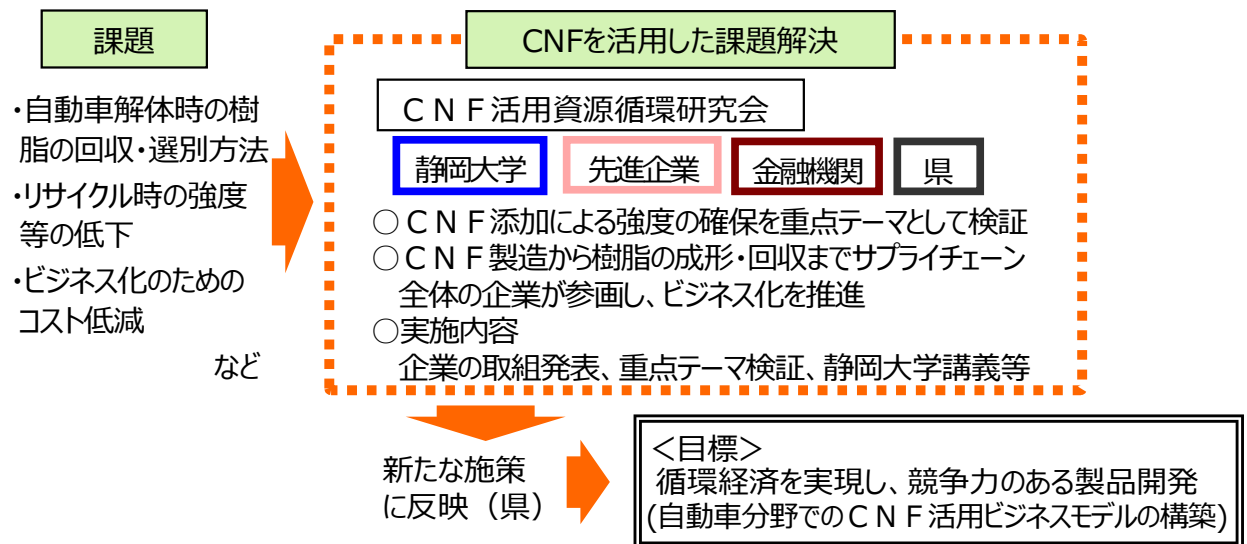 課題
・自動車解体時の樹
脂の回収・選別方法
・リサイクル時の強度
等の低下
・ビジネス化のための
コスト低減
など
CNFを活用した課題解決
ＣＮＦ活用資源循環研究会
静岡大学
先進企業
金融機関
県
○ＣＮＦ添加による強度の確保を重点テーマとして検証
○ＣＮＦ製造から樹脂の成形・回収までサプライチェーン
全体の企業が参画し、ビジネス化を推進
○実施内容
企業の取組発表、重点テーマ検証、静岡大学講義等
新たな施策
に反映（県）
＜目標＞
循環経済を実現し、競争力のある製品開発
(自動車分野でのＣＮＦ活用ビジネスモデルの構築)